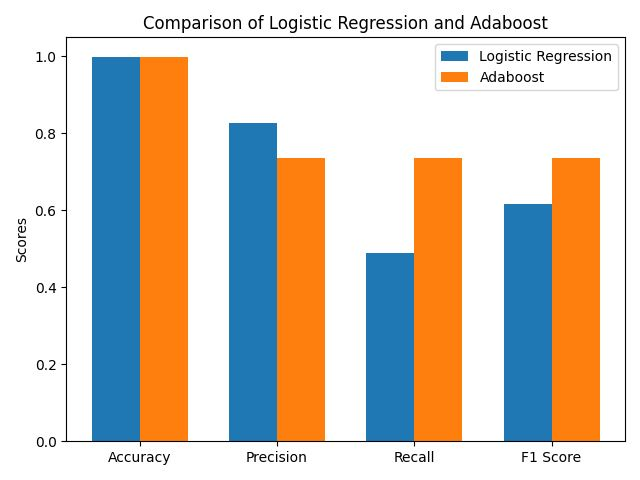 Comparison of Logistic Regression and Adaboost
Logistic Regression
Adaboost
Scores
1.0
0.8
0.6
0.4
0.2
0.0
Accuracy Precision Recall F1 Score